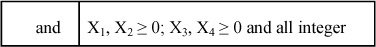 and X₁, X₂ ≥ 0; X₃, X₄ ≥ 0 and all integer